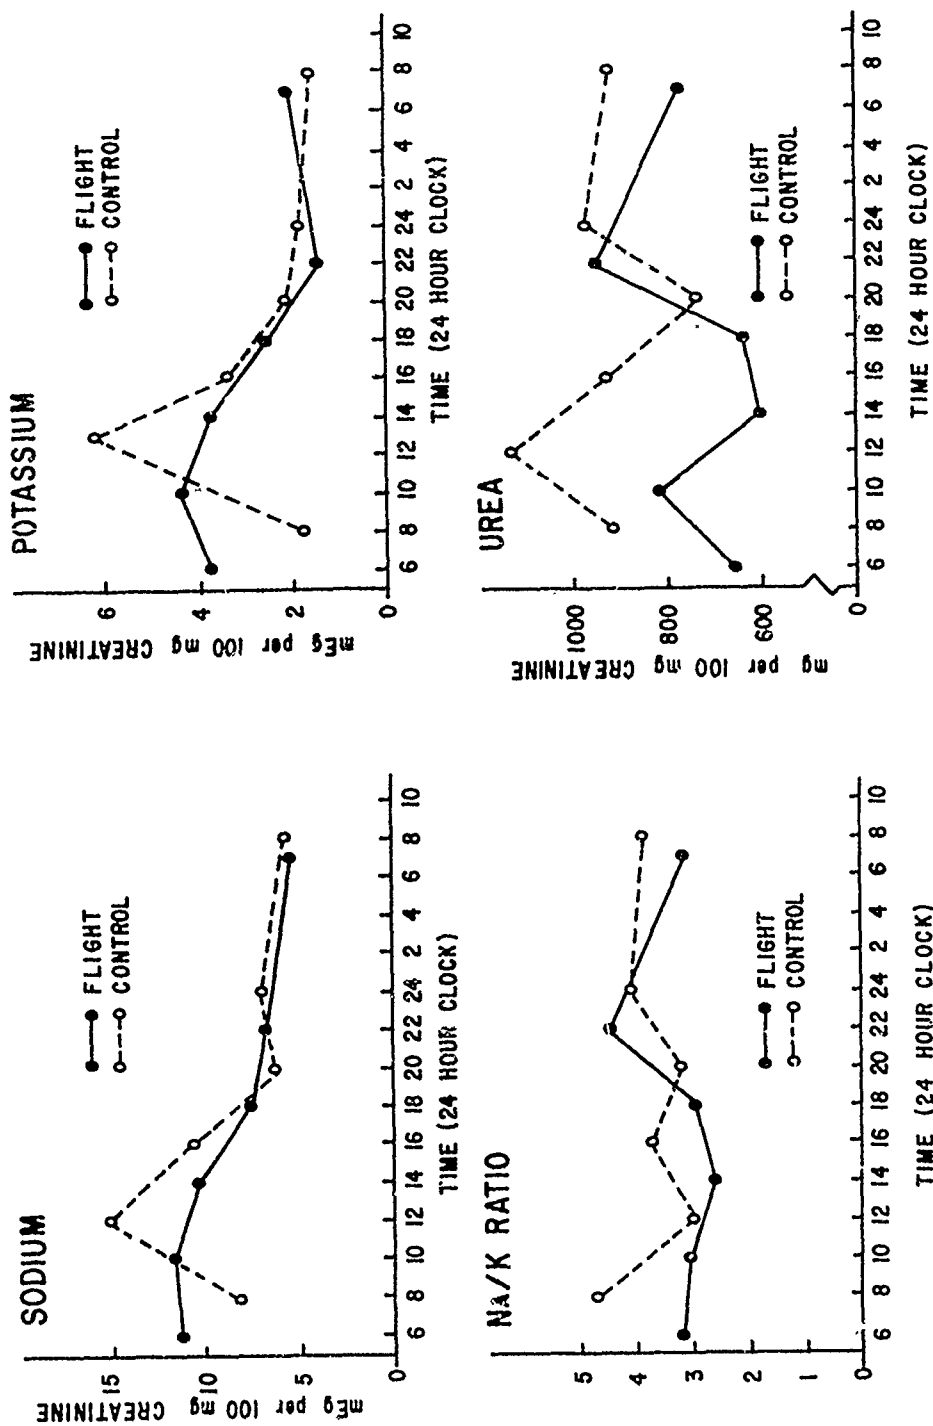 SODIUM
FLIGHT
CONTROL
mEg per 100 mg CREATININE
15
10
5
0
6 8 10 12 14 16 18 20 22 24 2 4 6 8 10
TIME (24 HOUR CLOCK)
POTASSIUM
FLIGHT
CONTROL
mEg per 100 mg CREATININE
6
4
2
0
6 8 10 12 14 16 18 20 22 24 2 4 6 8 10
TIME (24 HOUR CLOCK)
Na/K RATIO
FLIGHT
CONTROL
5
4
3
2
1
0
6 8 10 12 14 16 18 20 22 24 2 4 6 8 10
TIME (24 HOUR CLOCK)
UREA
FLIGHT
CONTROL
mg per 100 mg CREATININE
1000
800
600
0
6 8 10 12 14 16 18 20 22 24 2 4 6 8 10
TIME (24 HOUR CLOCK)